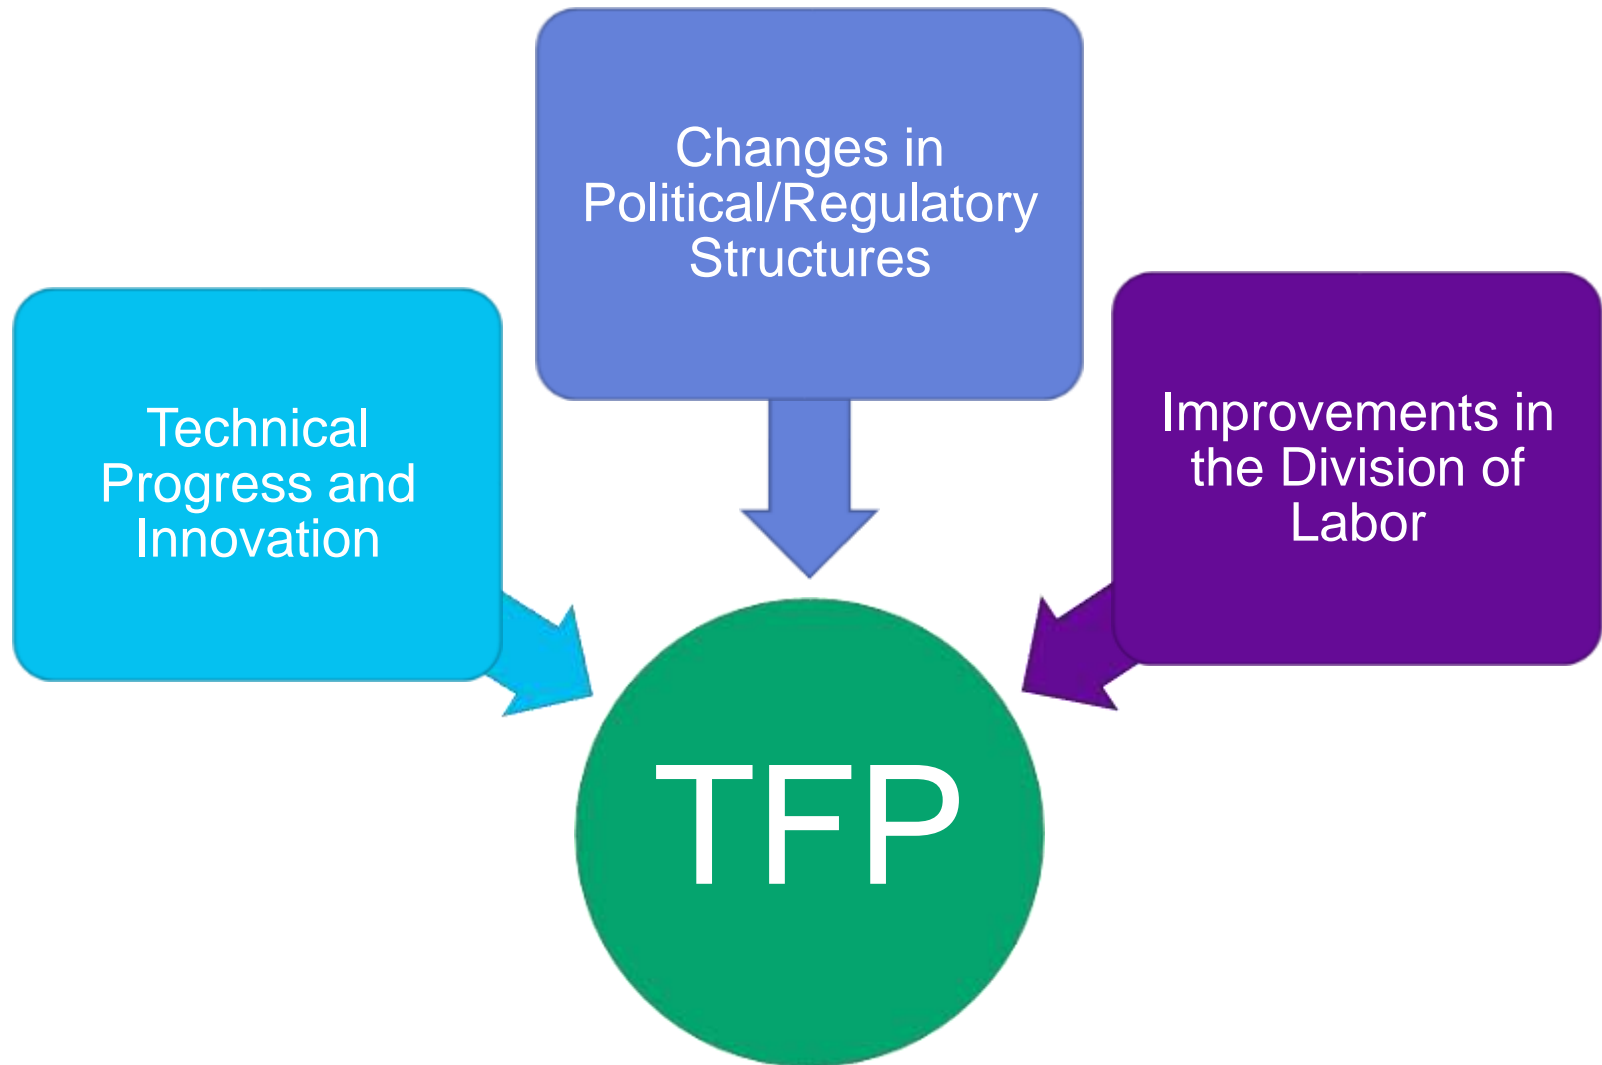 Changes in
Political/Regulatory
Structures
Technical
Progress and
Innovation
Improvements in
the Division of
Labor
TFP